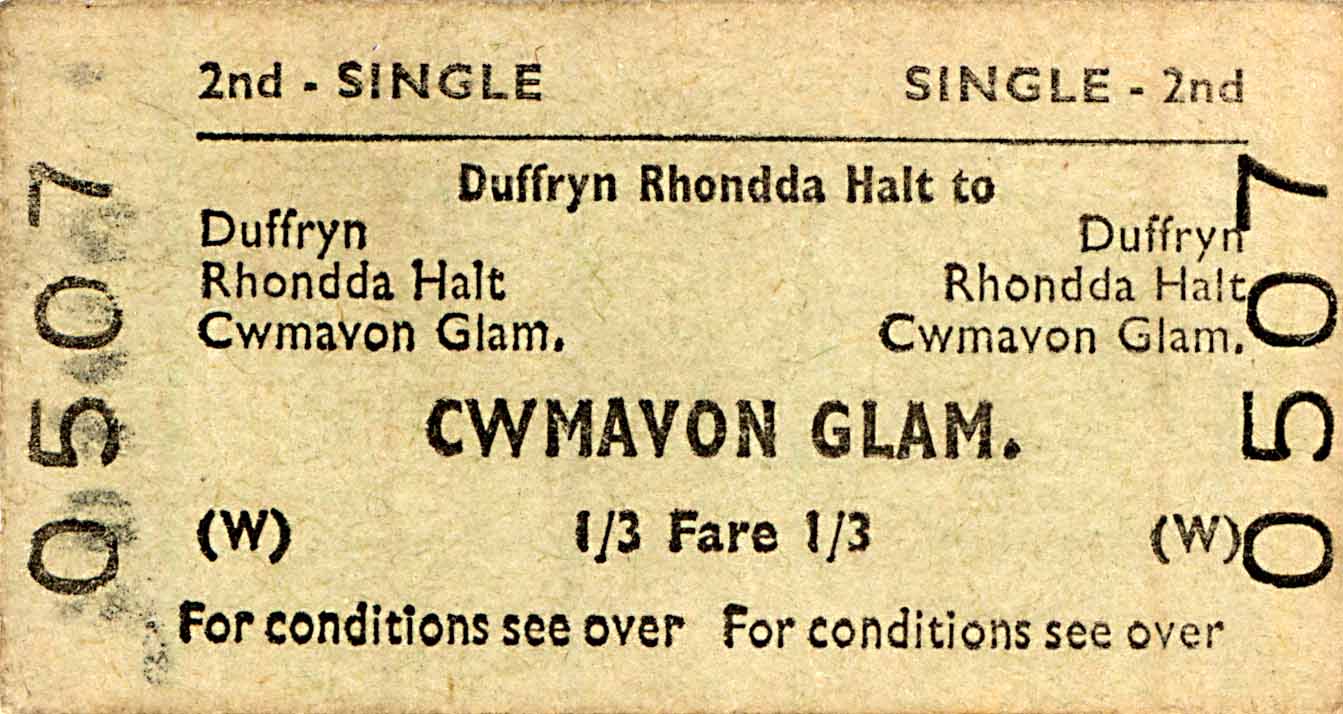 2nd - SINGLE SINGLE - 2nd
Duffryn Rhondda Halt to
Duffryn Duffryn
Rhondda Halt Rhondda Halt
Cwmavon Glam. Cwmavon Glam.
CWMAVON GLAM.
(W) 1/3 Fare 1/3 (W)
For conditions see over For conditions see over
0507
0507